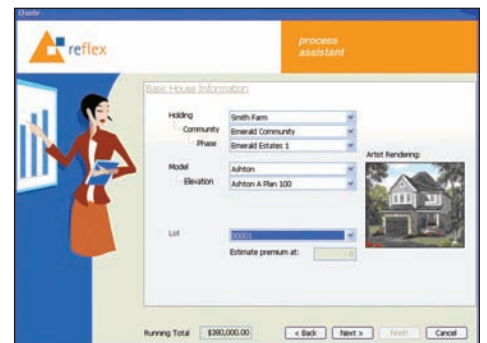 reflex
process
assistant
Basic House Information
Holding Smith Farm
Community Emerald Community
Phase Emerald Estates 1
Artist Rendering:
Model Ashton
Elevation Ashton A Plan 100
Lot 00001
Estimate premium at: 0
Running Total $380,000.00 < Back Next > Finish Cancel